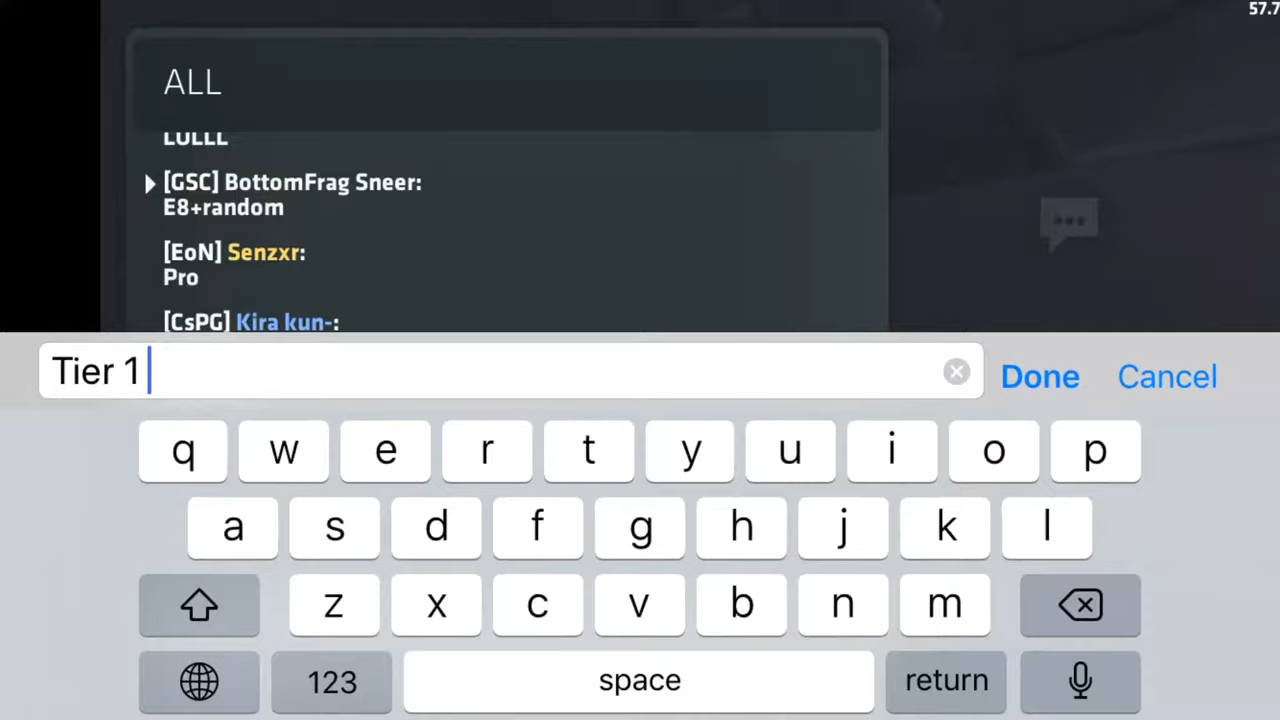 57.7
ALL
LULLL
[GSC] BottomFrag Sneer:
E8+random
[EoN] Senzxr:
Pro
[CsPG] Kira kun-:
Tier 1
Done
Cancel
q w e r t y u i o p
a s d f g h j k l
z x c v b n m
123 space return